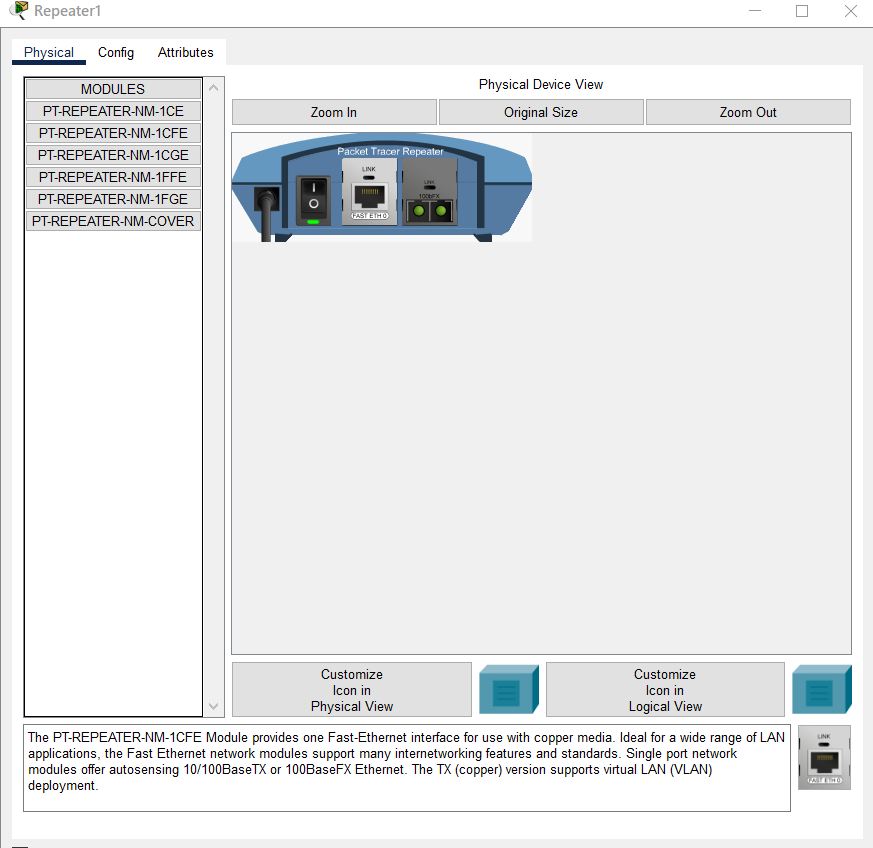 Repeater1
Physical
Config
Attributes
MODULES
PT-REPEATER-NM-1CE
PT-REPEATER-NM-1CFE
PT-REPEATER-NM-1CGE
PT-REPEATER-NM-1FFE
PT-REPEATER-NM-1FGE
PT-REPEATER-NM-COVER
Physical Device View
Zoom In
Original Size
Zoom Out
Packet Tracer Repeater
LINK
FAST ETH 0
LINK
100bFX
Customize
Icon in
Physical View
Customize
Icon in
Logical View
The PT-REPEATER-NM-1CFE Module provides one Fast-Ethernet interface for use with copper media. Ideal for a wide range of LAN
applications, the Fast Ethernet network modules support many internetworking features and standards. Single port network
modules offer autosensing 10/100BaseTX or 100BaseFX Ethernet. The TX (copper) version supports virtual LAN (VLAN)
deployment.
LINK
FAST ETH 0